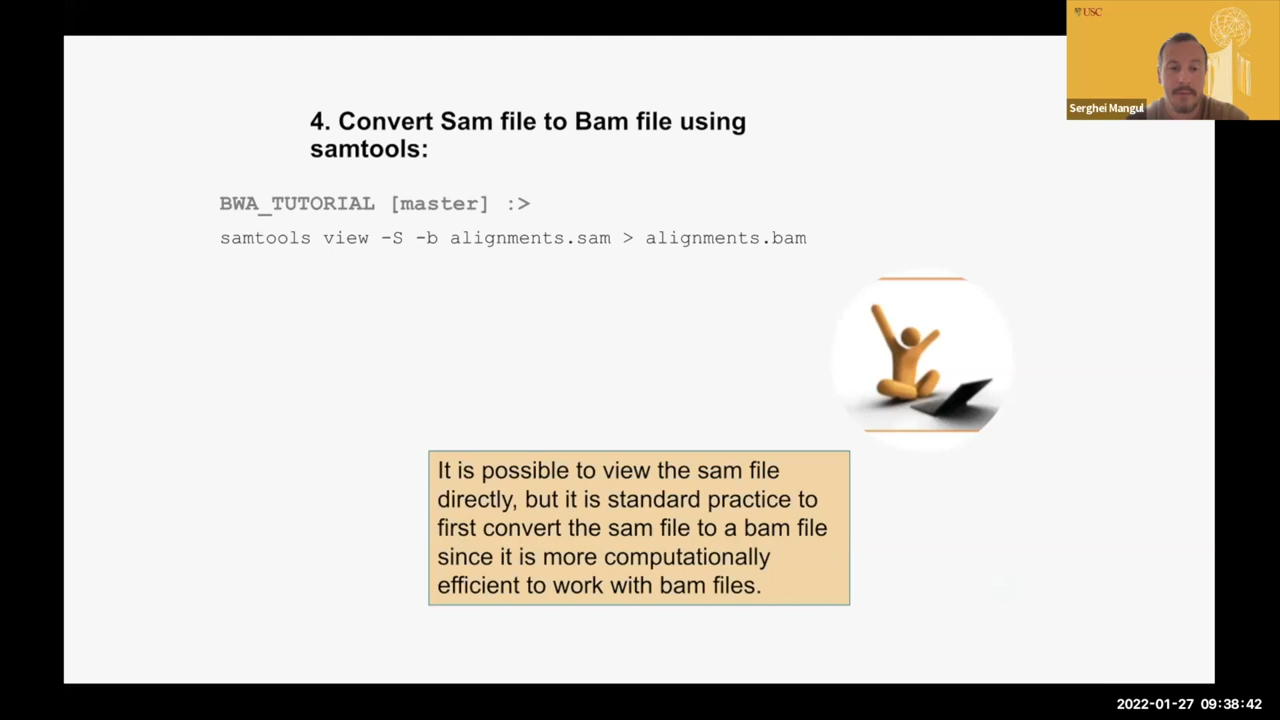 USC
Serghei Mangul
4. Convert Sam file to Bam file using
samtools:
BWA_TUTORIAL [master] :>
samtools view -S -b alignments.sam > alignments.bam
It is possible to view the sam file
directly, but it is standard practice to
first convert the sam file to a bam file
since it is more computationally
efficient to work with bam files.
2022-01-27 09:38:42